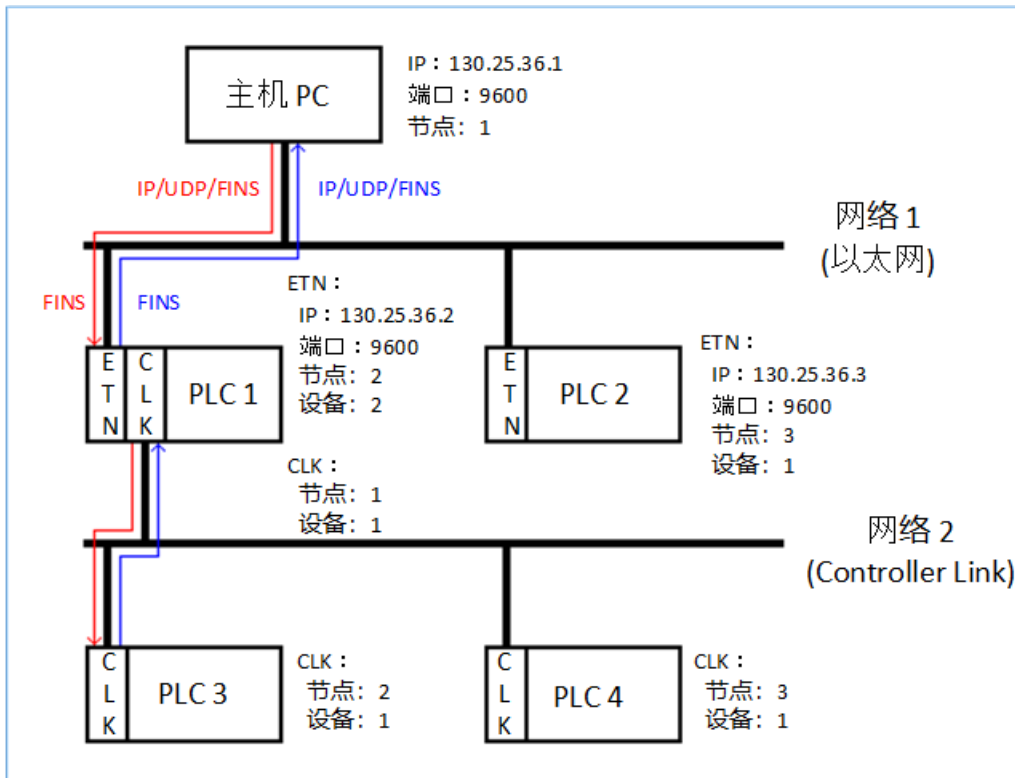 主机 PC
IP：130.25.36.1
端口：9600
节点：1
IP/UDP/FINS
IP/UDP/FINS
网络 1
(以太网)
FINS
FINS
ETN：
IP：130.25.36.2
端口：9600
节点：2
设备：2
ETN
CLK
PLC 1
ETN
PLC 2
ETN：
IP：130.25.36.3
端口：9600
节点：3
设备：1
CLK：
节点：1
设备：1
网络 2
(Controller Link)
CLK
PLC 3
CLK：
节点：2
设备：1
CLK
PLC 4
CLK：
节点：3
设备：1